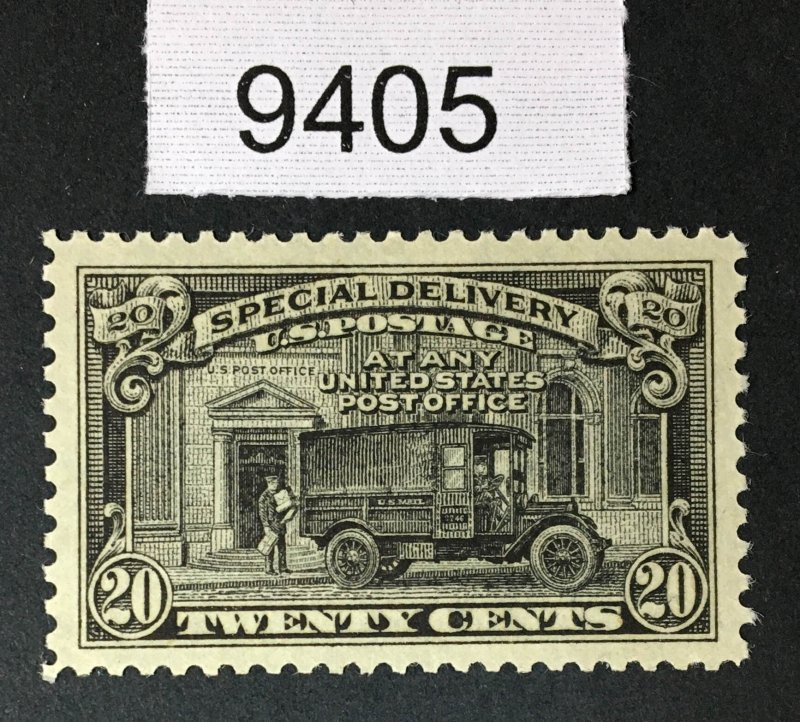 9405
20 SPECIAL DELIVERY 20
U.S. POSTAGE
AT ANY
UNITED STATES
POST OFFICE
U.S. POST OFFICE
U.S. MAIL
20 TWENTY CENTS 20